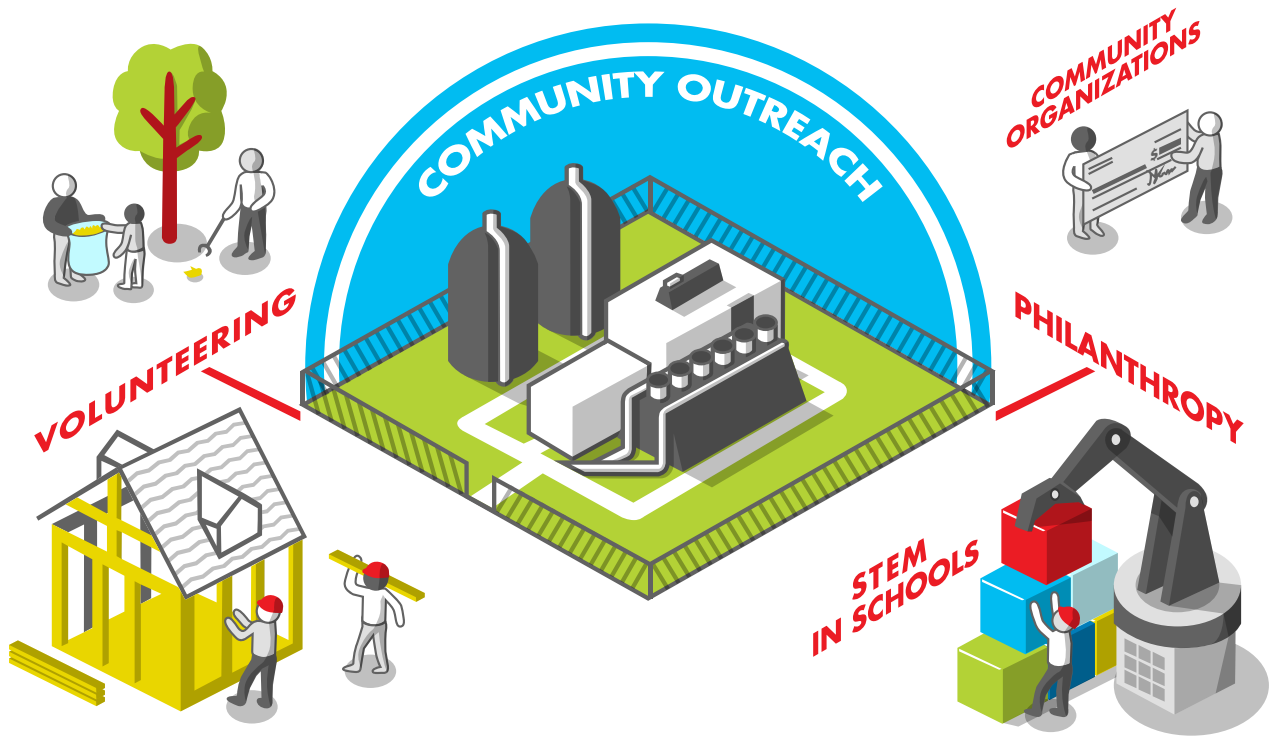 COMMUNITY OUTREACH
COMMUNITY
ORGANIZATIONS
$
VOLUNTEERING
PHILANTHROPY
STEM
IN SCHOOLS